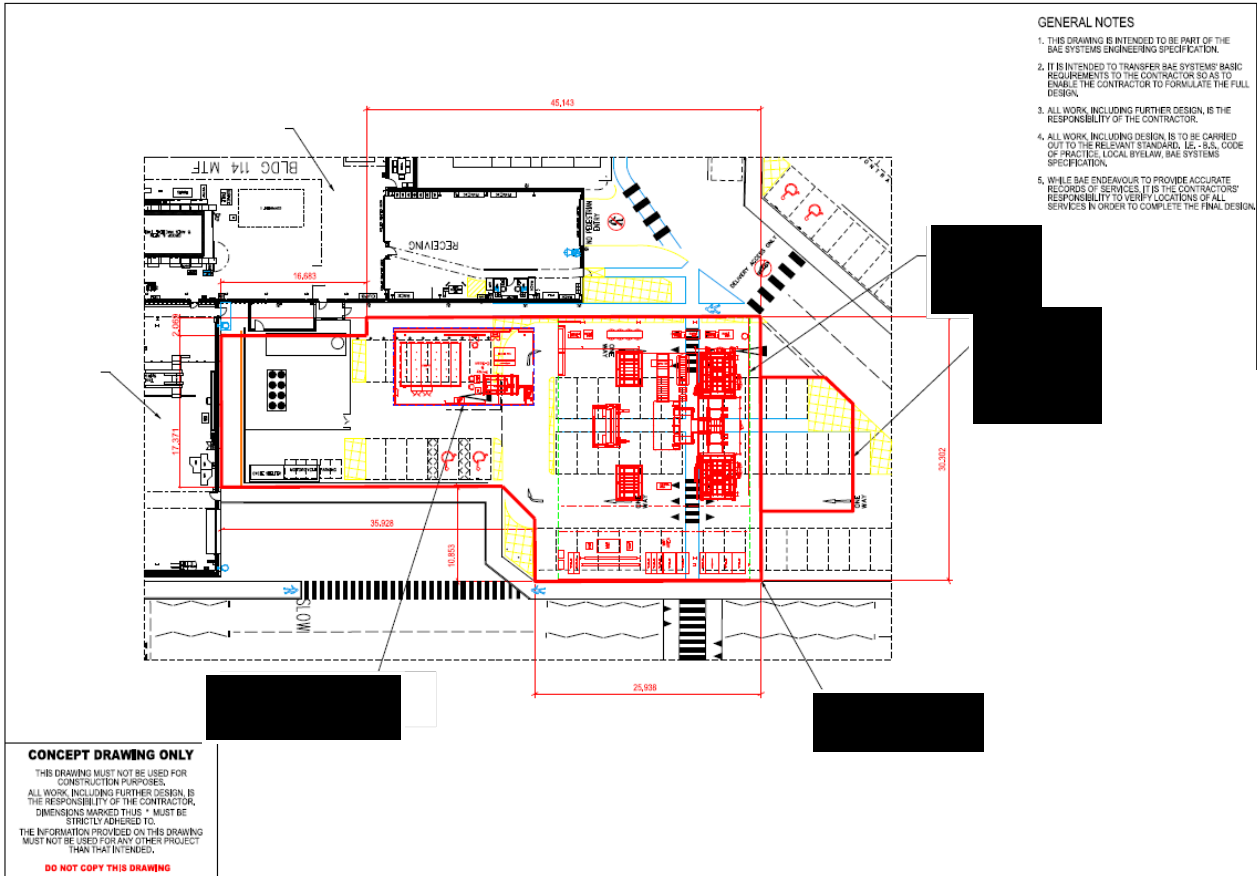 GENERAL NOTES
1. THIS DRAWING IS INTENDED TO BE PART OF THE
BAE SYSTEMS ENGINEERING SPECIFICATION.
2. IT IS INTENDED TO TRANSFER BAE SYSTEMS' BASIC
REQUIREMENTS TO THE CONTRACTOR SO AS TO
ENABLE THE CONTRACTOR TO FORMULATE THE FULL
DESIGN.
3. ALL WORK, INCLUDING FURTHER DESIGN, IS THE
RESPONSIBILITY OF THE CONTRACTOR.
4. ALL WORK, INCLUDING DESIGN, IS TO BE CARRIED
OUT TO THE RELEVANT STANDARD, I.E. - B.S., CODE
OF PRACTICE, LOCAL BYELAW, BAE SYSTEMS
SPECIFICATION.
5. WHILE BAE ENDEAVOUR TO PROVIDE ACCURATE
RECORDS OF SERVICES, IT IS THE CONTRACTORS'
RESPONSIBILITY TO VERIFY LOCATIONS OF ALL
SERVICES IN ORDER TO COMPLETE THE FINAL DESIGN.
45,143
BLDG 114 MTF
RECEIVING
NO PEDESTRIAN
ENTRY
DELIVERY ACCESS ONLY
16,683
2,069
17,371
ONE
WAY
30,302
ONE
WAY
ONE
WAY
35,928
10,853
SLOW
25,938
CONCEPT DRAWING ONLY
THIS DRAWING MUST NOT BE USED FOR
CONSTRUCTION PURPOSES.
ALL WORK, INCLUDING FURTHER DESIGN, IS
THE RESPONSIBILITY OF THE CONTRACTOR.
DIMENSIONS MARKED THUS * MUST BE
STRICTLY ADHERED TO.
THE INFORMATION PROVIDED ON THIS DRAWING
MUST NOT BE USED FOR ANY OTHER PROJECT
THAN THAT INTENDED.
DO NOT COPY THIS DRAWING